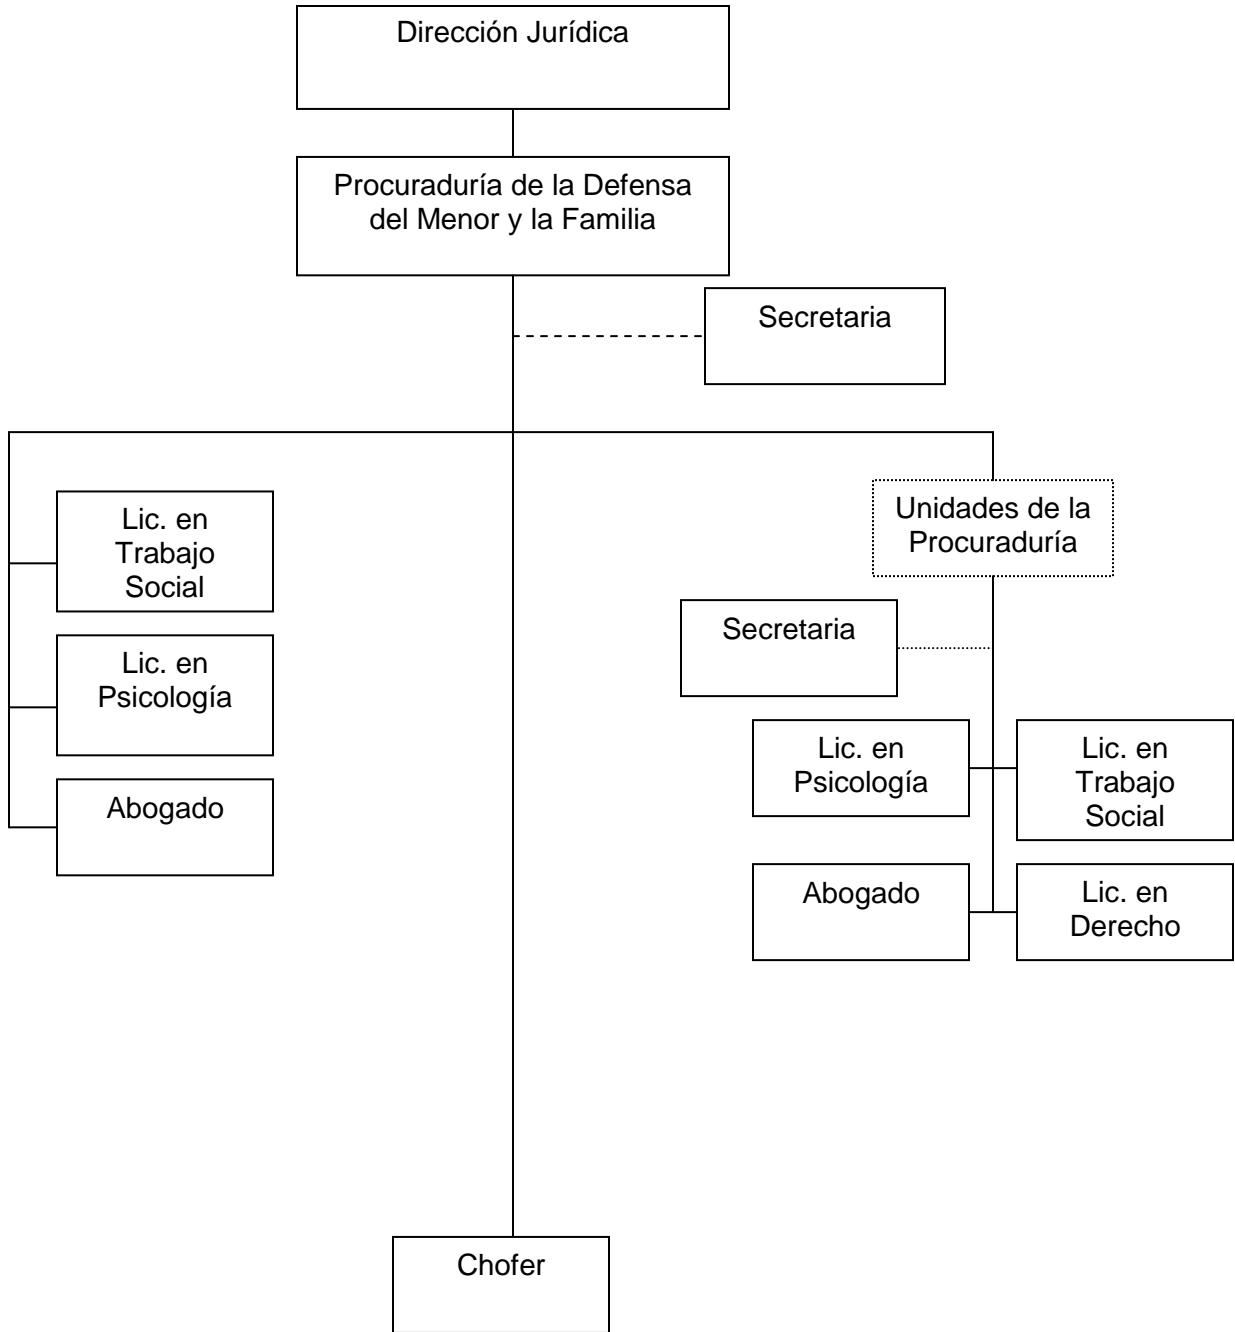 Dirección Jurídica
Procuraduría de la Defensa
del Menor y la Familia
Secretaria
Lic. en
Trabajo
Social
Lic. en
Psicología
Abogado
Unidades de la
Procuraduría
Secretaria
Lic. en
Psicología
Lic. en
Trabajo
Social
Abogado
Lic. en
Derecho
Chofer